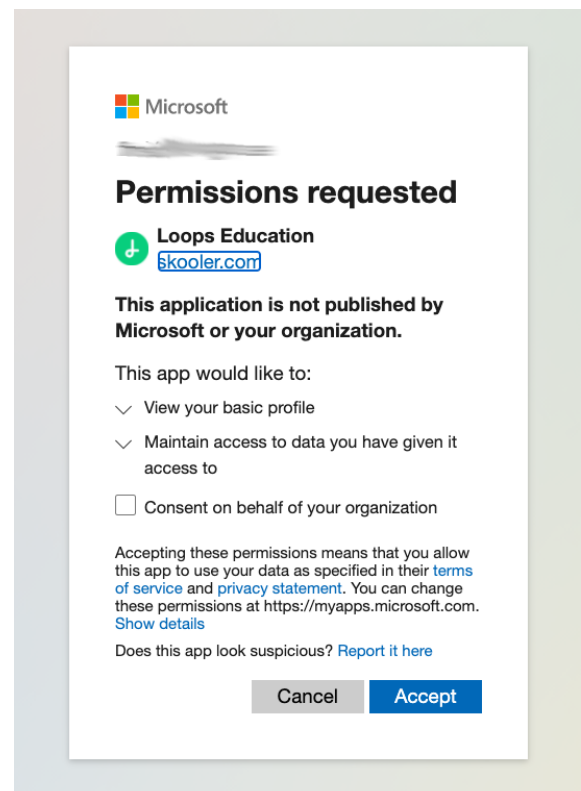 Microsoft
Permissions requested
Loops Education
skooler.com
This application is not published by
Microsoft or your organization.
This app would like to:
View your basic profile
Maintain access to data you have given it
access to
Consent on behalf of your organization
Accepting these permissions means that you allow
this app to use your data as specified in their terms
of service and privacy statement. You can change
these permissions at https://myapps.microsoft.com.
Show details
Does this app look suspicious? Report it here
Cancel Accept